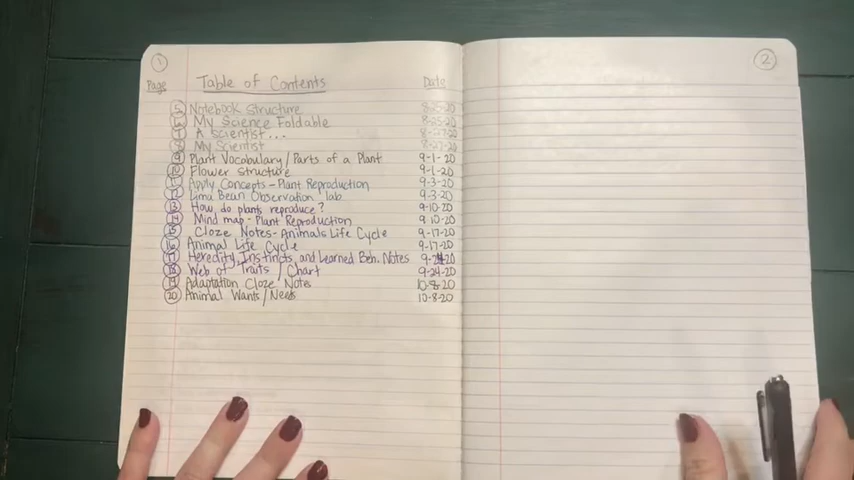 1
2
Page Table of Contents Date
5 Notebook Structure 8-25-20
6 My Science Foldable 8-25-20
7 A Scientist... 8-27-20
8 My Scientist 8-27-20
9 Plant Vocabulary/Parts of a Plant 9-1-20
10 Flower Structure 9-1-20
11 Apply Concepts-Plant Reproduction 9-3-20
12 Lima Bean Observation lab 9-3-20
13 How do plants reproduce? 9-10-20
14 Mind map-Plant Reproduction 9-10-20
15 Cloze Notes-Animals Life Cycle 9-17-20
16 Animal Life Cycle 9-17-20
17 Heredity, Instincts and Learned Beh. Notes 9-24-20
18 Web of Traits / Chart 9-24-20
19 Adaptation Cloze Notes 10-8-20
20 Animal Wants/Needs 10-8-20